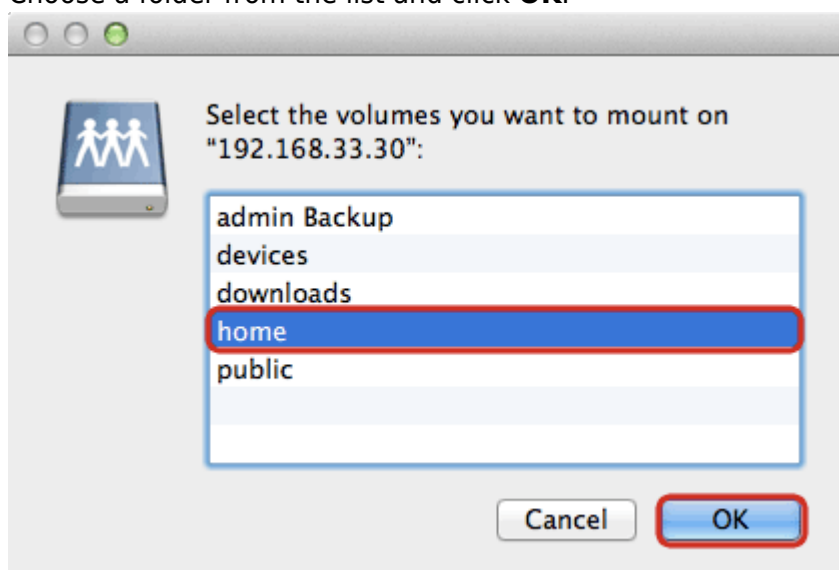 Choose a folder from the list and click OK.
Select the volumes you want to mount on
"192.168.33.30":
admin Backup
devices
downloads
home
public
Cancel
OK